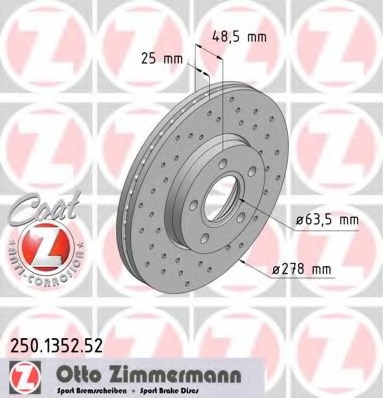 48,5 mm
25 mm
Coat
Z
ANTI-CORROSION
ø63,5 mm
ø278 mm
250.1352.52
Z
Otto Zimmermann
Sport Bremsscheiben • Sport Brake Discs